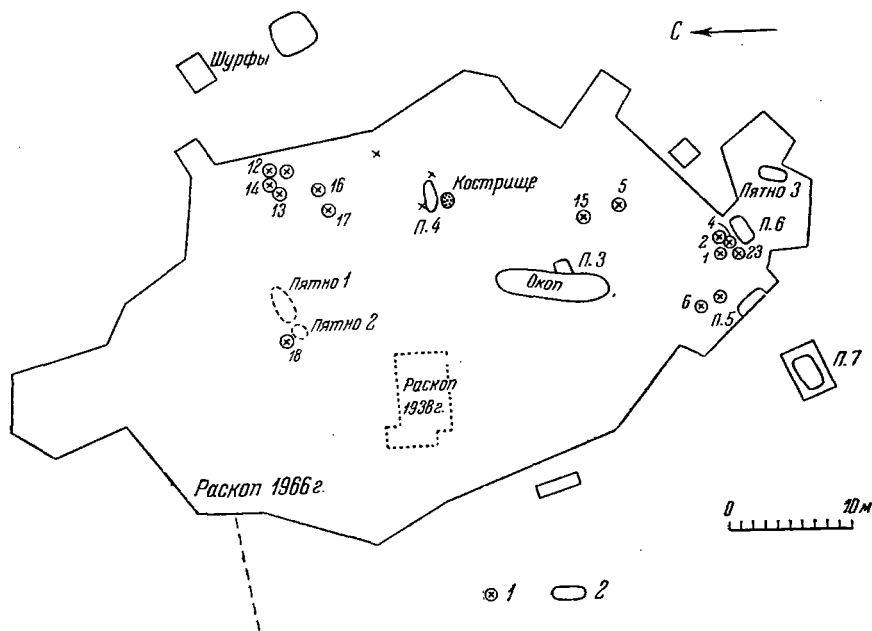 С
Шурфы
12
14
13
16
17
Кострище
П. 4
15
5
Пятно 3
П. 6
4
2
1
23
П. 3
Окоп
Пятно 1
Пятно 2
18
6
П. 5
П. 7
Раскоп
1938 г.
Раскоп 1966 г.
0 10 м
1 2